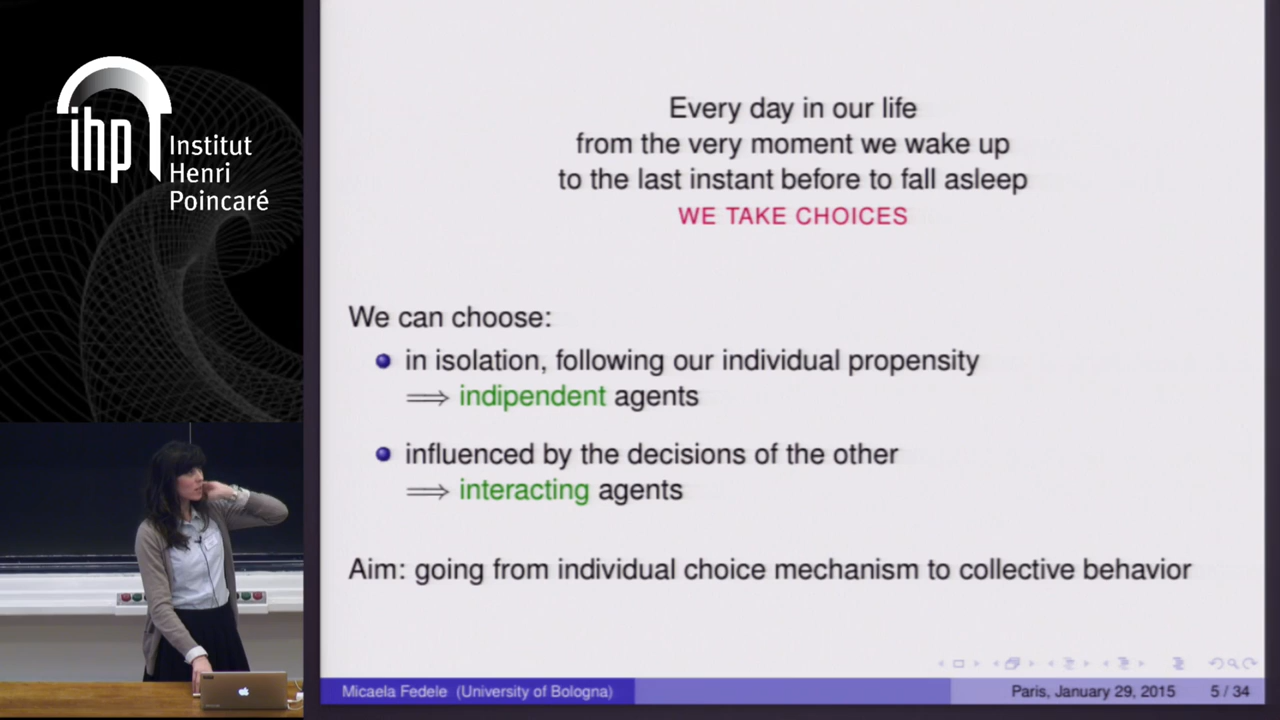 ihp
Institut
Henri
Poincaré
Every day in our life
from the very moment we wake up
to the last instant before to fall asleep
WE TAKE CHOICES
We can choose:
in isolation, following our individual propensity
⟹ indipendent agents
influenced by the decisions of the other
⟹ interacting agents
Aim: going from individual choice mechanism to collective behavior
Micaela Fedele (University of Bologna) Paris, January 29, 2015 5 / 34